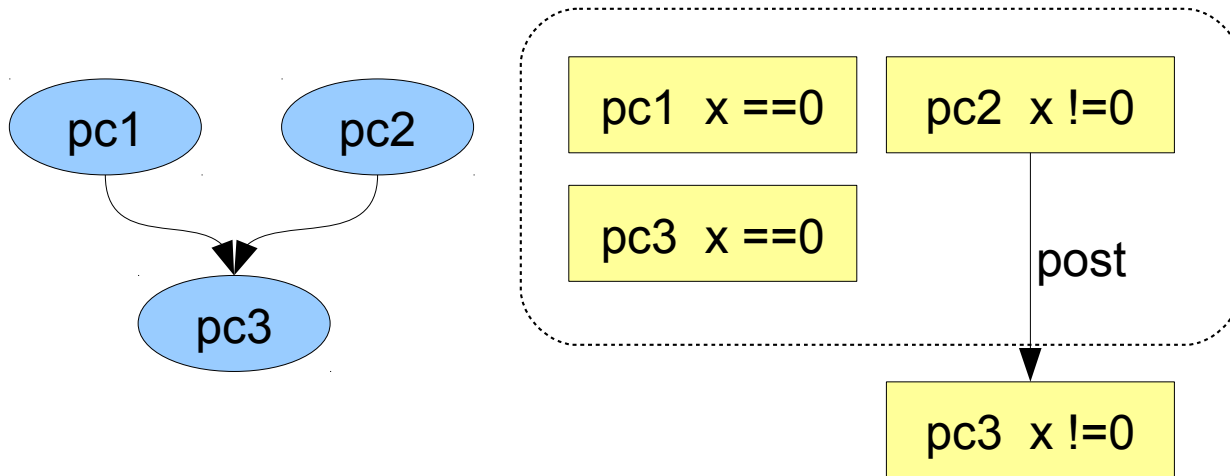 pc1
pc2
pc3
pc1 x ==0
pc2 x !=0
pc3 x ==0
post
pc3 x !=0